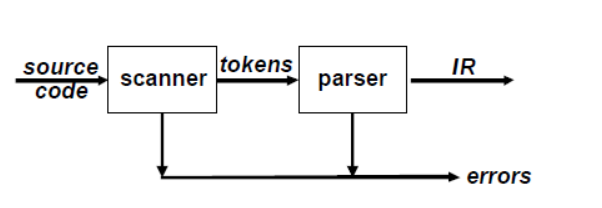 source
code
scanner
tokens
parser
IR
errors